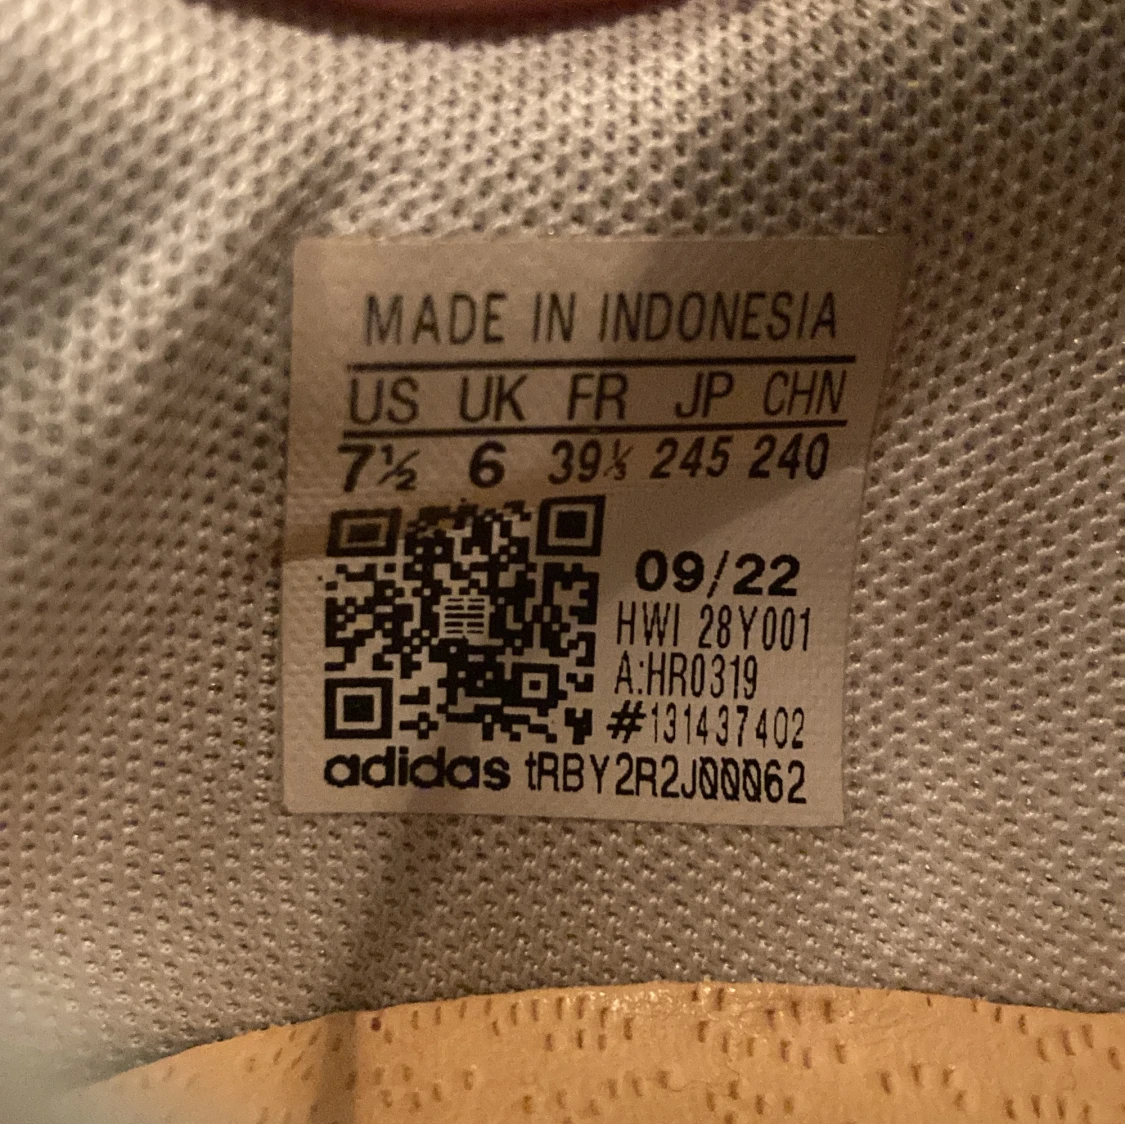 MADE IN INDONESIA
US UK FR JP CHN
7½ 6 39⅓ 245 240
09/22
HWI 28Y001
A:HR0319
#131437402
adidas tRBY2R2J00062